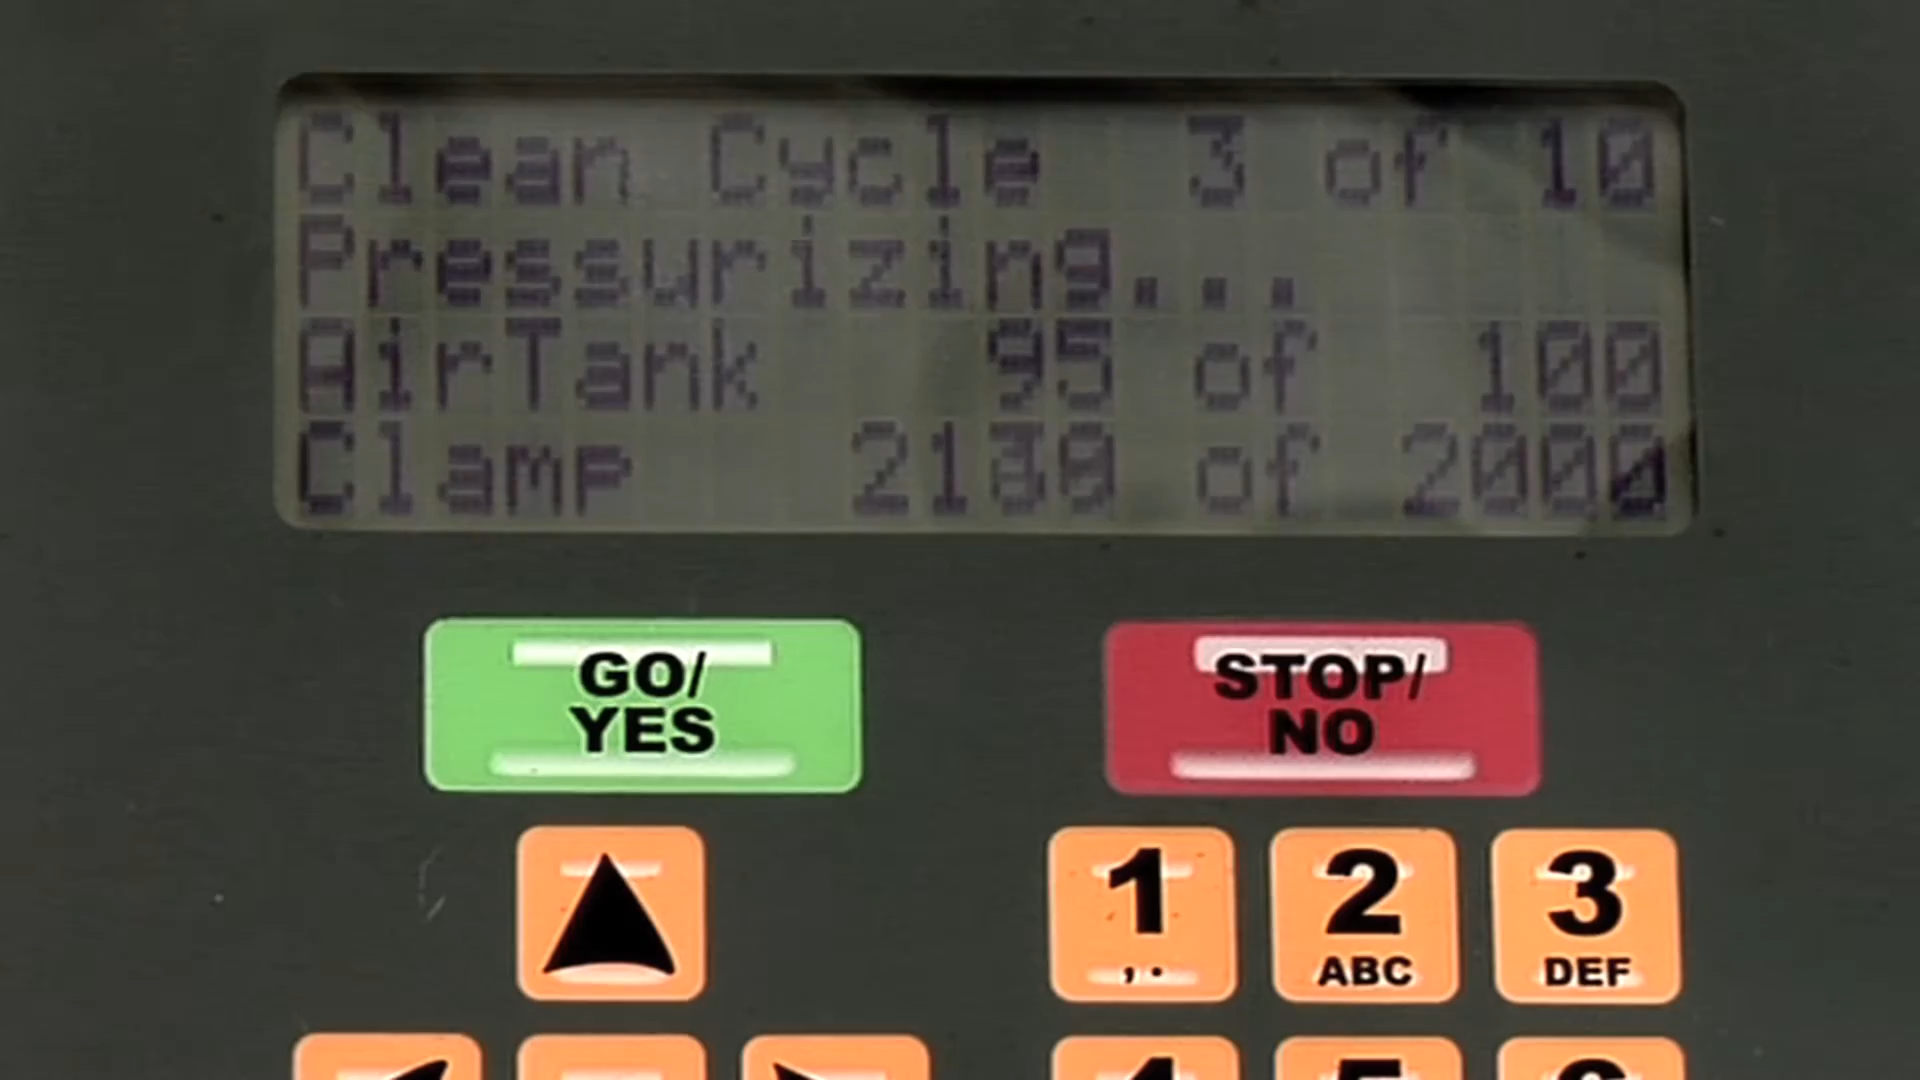 Clean Cycle 3 of 10
Pressurizing...
AirTank 95 of 100
Clamp of 2000
GO/
YES
STOP/
NO
1
,.
2
ABC
3
DEF